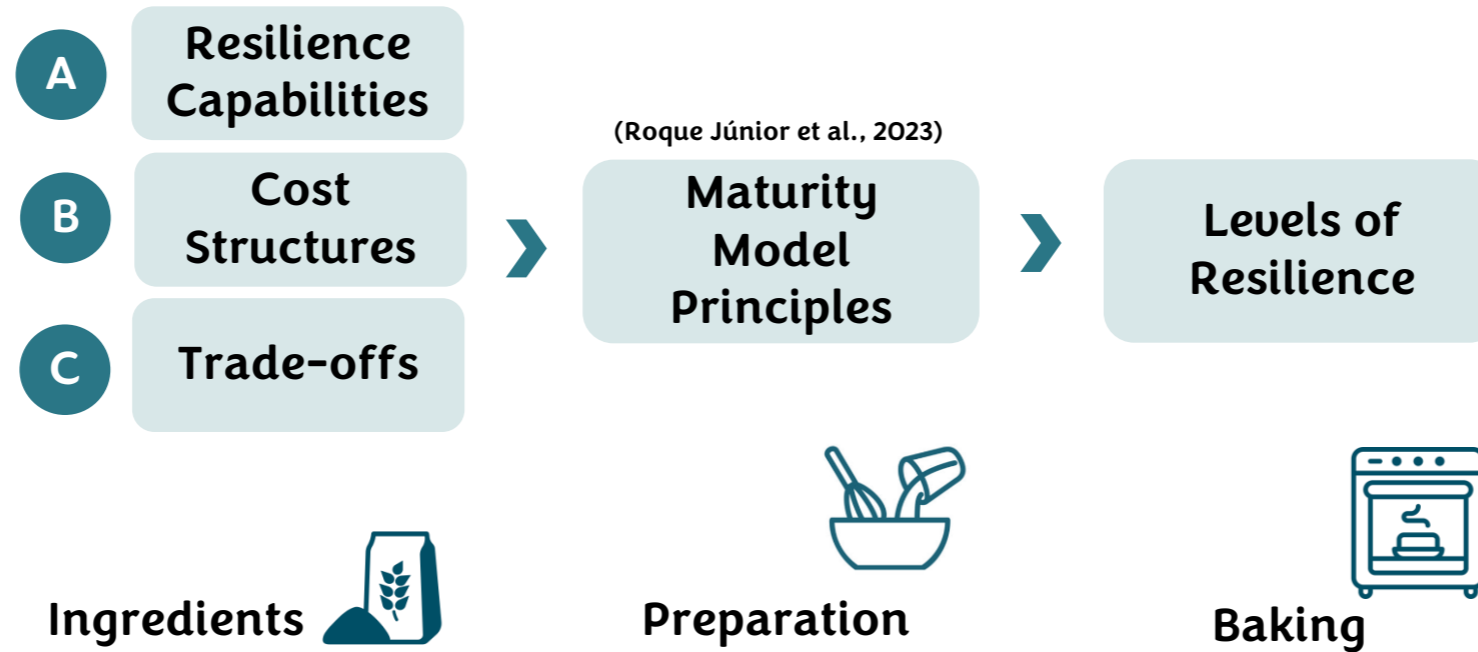 A
Resilience
Capabilities
B
Cost
Structures
C
Trade-offs
(Roque Júnior et al., 2023)
Maturity
Model
Principles
Levels of
Resilience
Ingredients
Preparation
Baking